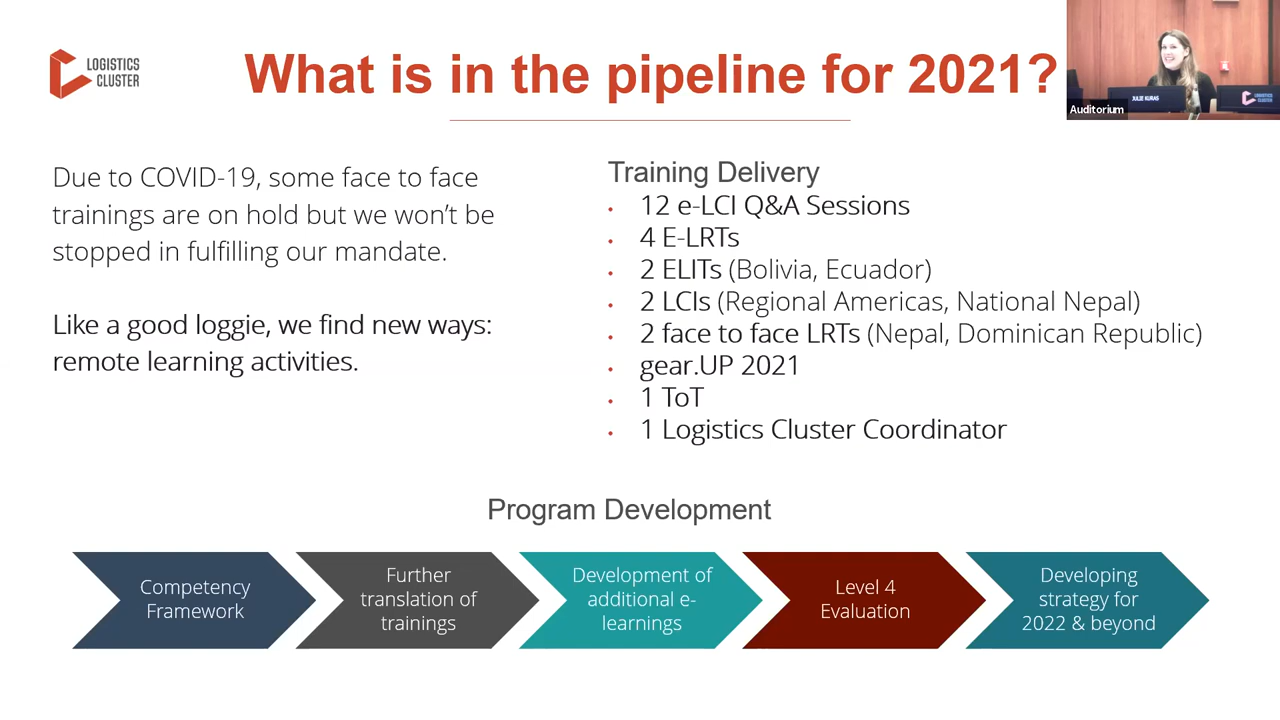 LOGISTICS
CLUSTER
What is in the pipeline for 2021?
JULIE KURAS
Auditorium
Due to COVID-19, some face to face
trainings are on hold but we won’t be
stopped in fulfilling our mandate.
Like a good loggie, we find new ways:
remote learning activities.
Training Delivery
• 12 e-LCI Q&A Sessions
• 4 E-LRTs
• 2 ELITs (Bolivia, Ecuador)
• 2 LCIs (Regional Americas, National Nepal)
• 2 face to face LRTs (Nepal, Dominican Republic)
• gear.UP 2021
• 1 ToT
• 1 Logistics Cluster Coordinator
Program Development
Competency
Framework
Further
translation of
trainings
Development of
additional e-
learnings
Level 4
Evaluation
Developing
strategy for
2022 & beyond